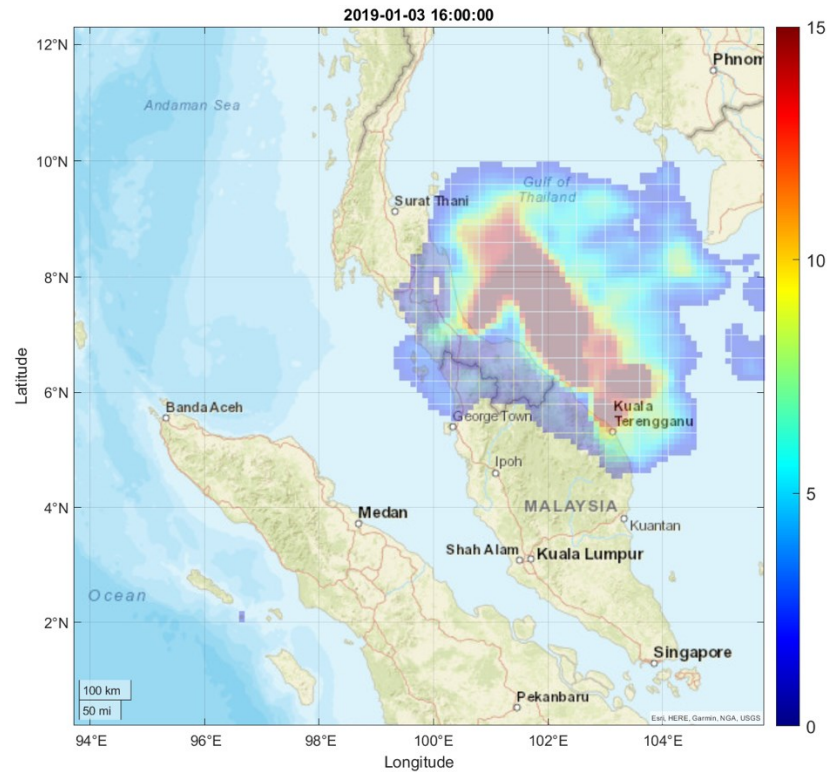 2019-01-03 16:00:00
12°N
10°N
8°N
6°N
4°N
2°N
Latitude
Andaman Sea
Phnom
Surat Thani
Gulf of
Thailand
Banda Aceh
George Town
Kuala
Terengganu
Ipoh
Medan
MALAYSIA
Kuantan
Shah Alam
Kuala Lumpur
Ocean
Singapore
Pekanbaru
100 km
50 mi
Esri, HERE, Garmin, NGA, USGS
94°E
96°E
98°E
100°E
102°E
104°E
Longitude
15
10
5
0